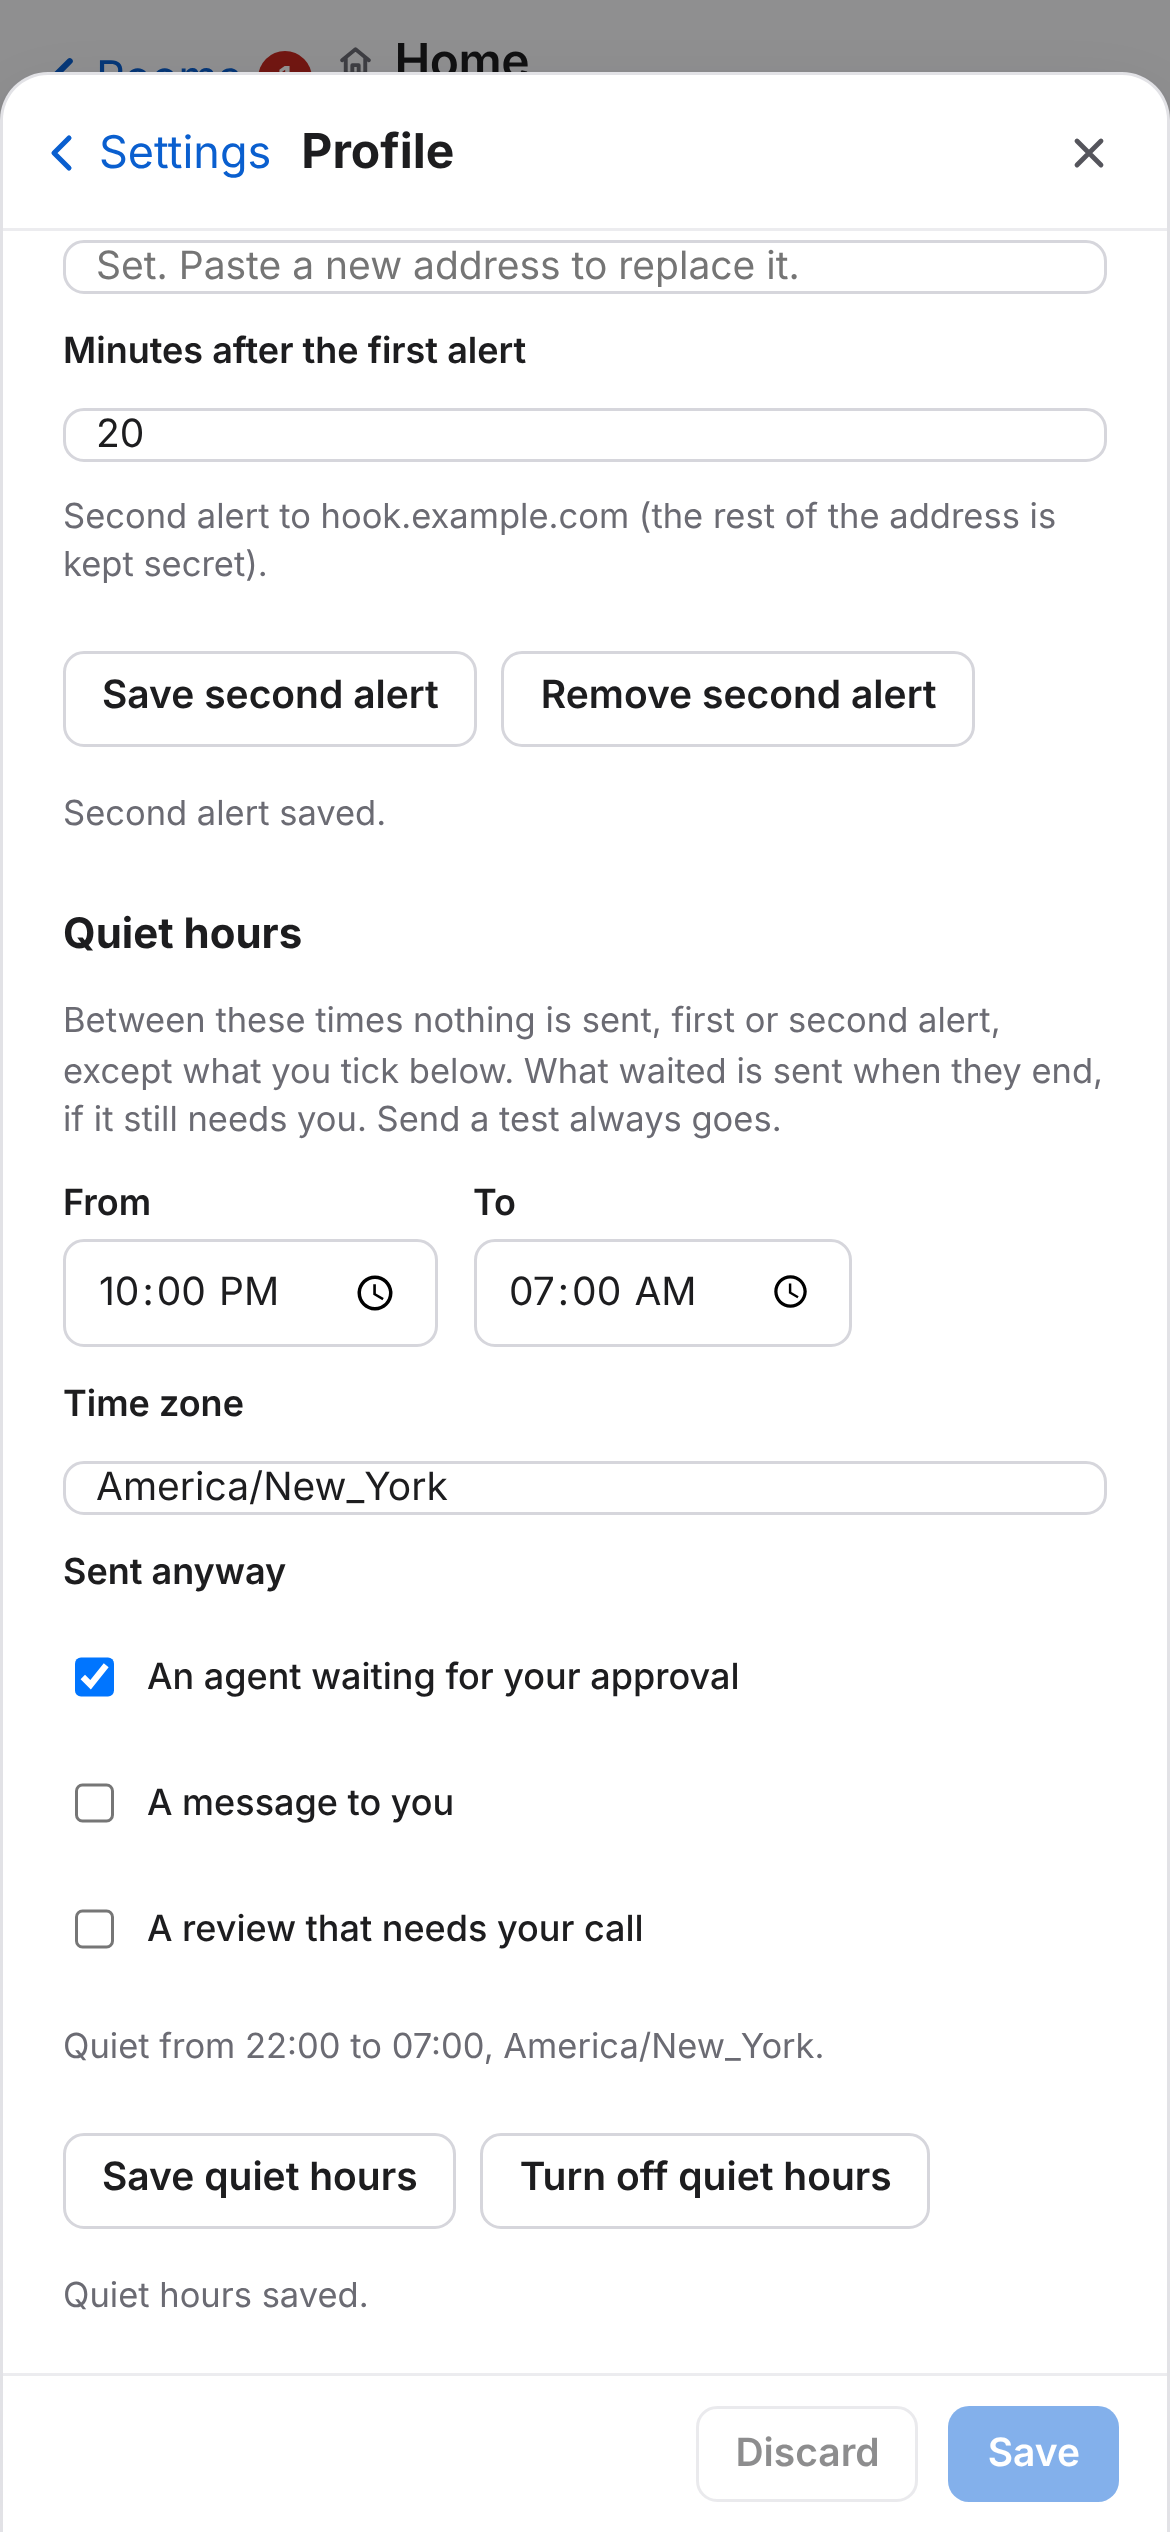 Rooms 1 Home
Settings Profile
Set. Paste a new address to replace it.
Minutes after the first alert
20
Second alert to hook.example.com (the rest of the address is
kept secret).
Save second alert Remove second alert
Second alert saved.
Quiet hours
Between these times nothing is sent, first or second alert,
except what you tick below. What waited is sent when they end,
if it still needs you. Send a test always goes.
From To
10:00 PM 07:00 AM
Time zone
America/New_York
Sent anyway
An agent waiting for your approval
A message to you
A review that needs your call
Quiet from 22:00 to 07:00, America/New_York.
Save quiet hours Turn off quiet hours
Quiet hours saved.
Discard Save